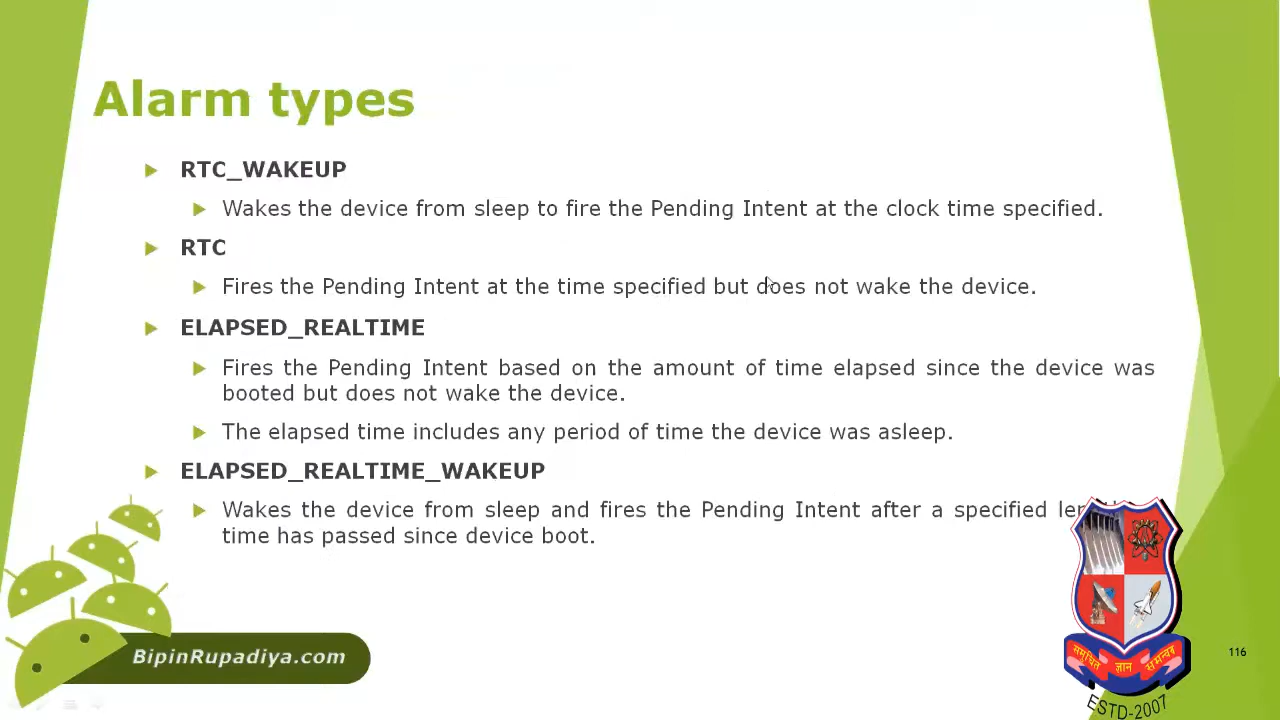 Alarm types
RTC_WAKEUP
Wakes the device from sleep to fire the Pending Intent at the clock time specified.
RTC
Fires the Pending Intent at the time specified but does not wake the device.
ELAPSED_REALTIME
Fires the Pending Intent based on the amount of time elapsed since the device was
booted but does not wake the device.
The elapsed time includes any period of time the device was asleep.
ELAPSED_REALTIME_WAKEUP
Wakes the device from sleep and fires the Pending Intent after a specified
time has passed since device boot.
BipinRupadiya.com
समुचित ज्ञान समन्वय
ESTD-2007
116